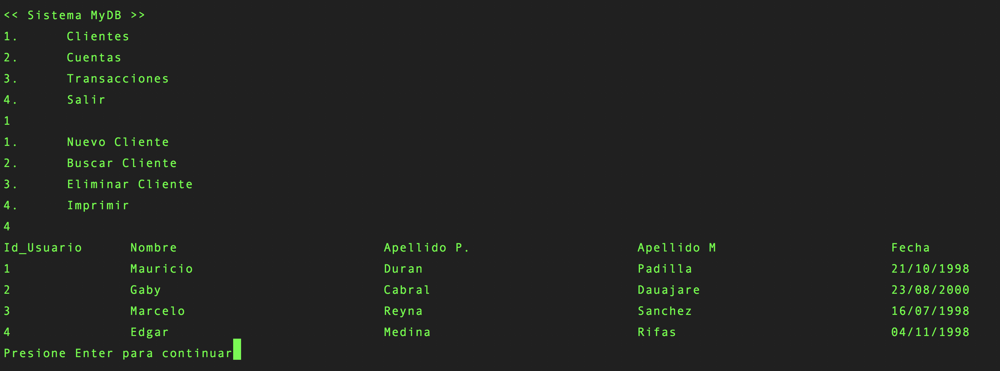 << Sistema MyDB >>
1. Clientes
2. Cuentas
3. Transacciones
4. Salir
1
1. Nuevo Cliente
2. Buscar Cliente
3. Eliminar Cliente
4. Imprimir
4
Id_Usuario Nombre Apellido P. Apellido M Fecha
1 Mauricio Duran Padilla 21/10/1998
2 Gaby Cabral Dauajare 23/08/2000
3 Marcelo Reyna Sanchez 16/07/1998
4 Edgar Medina Rifas 04/11/1998
Presione Enter para continuar